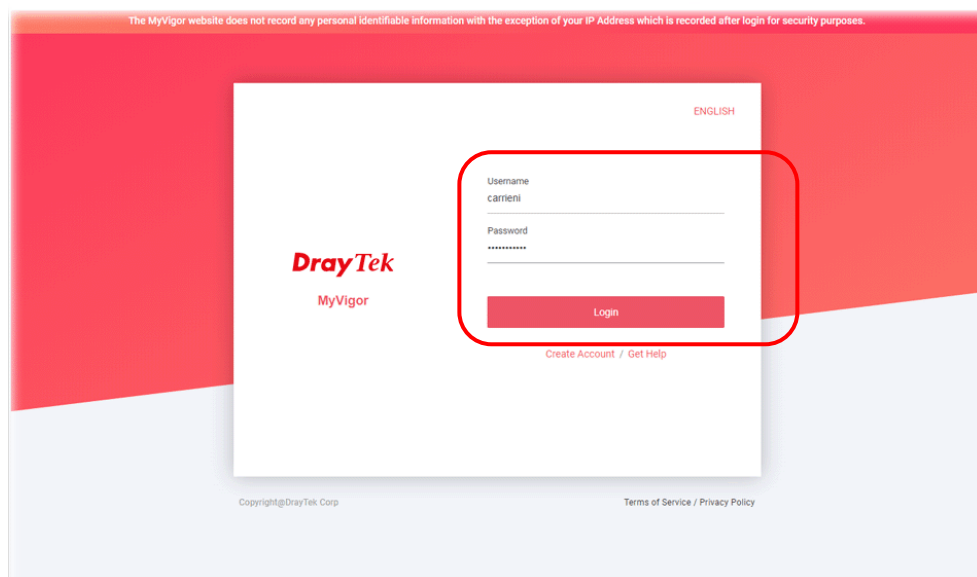 The MyVigor website does not record any personal identifiable information with the exception of your IP Address which is recorded after login for security purposes.
ENGLISH
Username
carrieni
Password
•••••••••••
DrayTek
MyVigor
Login
Create Account / Get Help
Copyright@DrayTek Corp
Terms of Service / Privacy Policy